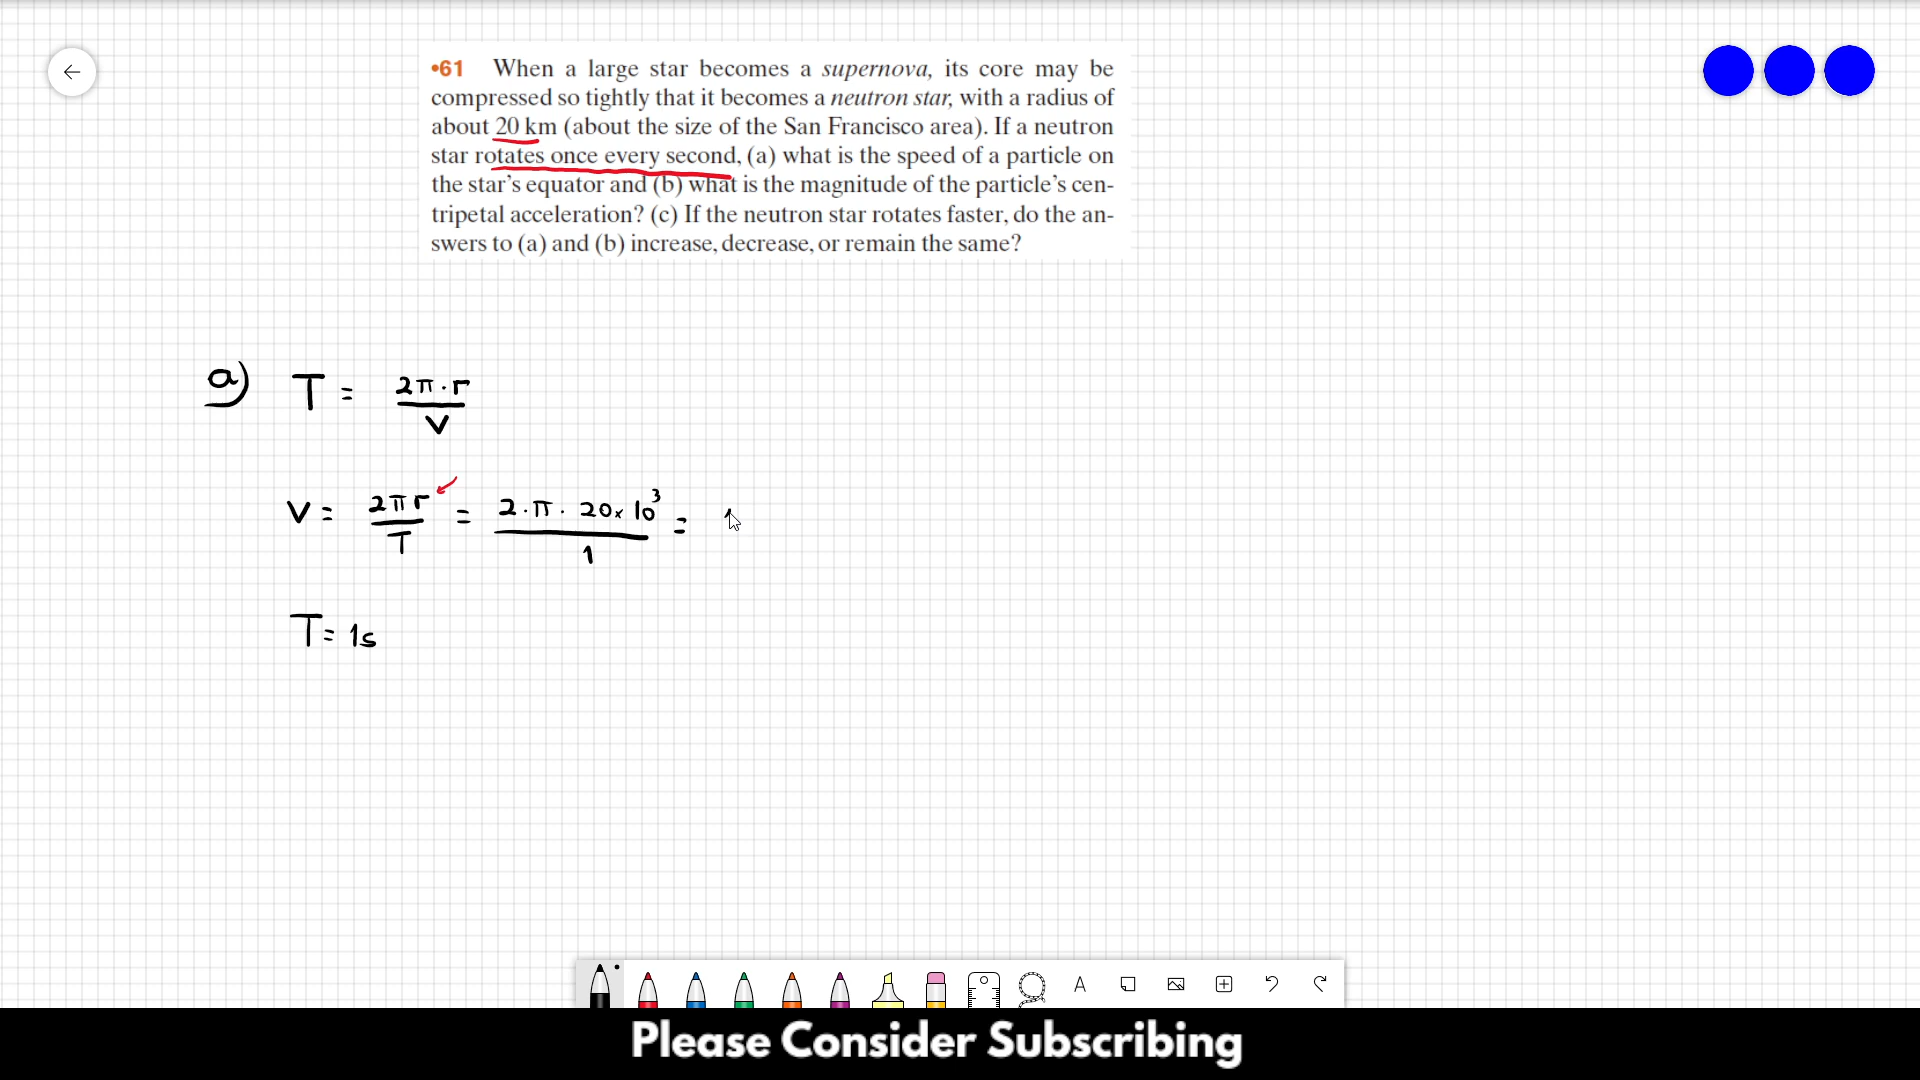 •61 When a large star becomes a supernova, its core may be
compressed so tightly that it becomes a neutron star, with a radius of
about 20 km (about the size of the San Francisco area). If a neutron
star rotates once every second, (a) what is the speed of a particle on
the star's equator and (b) what is the magnitude of the particle's cen-
tripetal acceleration? (c) If the neutron star rotates faster, do the an-
swers to (a) and (b) increase, decrease, or remain the same?
a) T = 2π·r / V
V = 2πr / T = 2·π·20×10³ / 1 =
T = 1s
A
Please Consider Subscribing